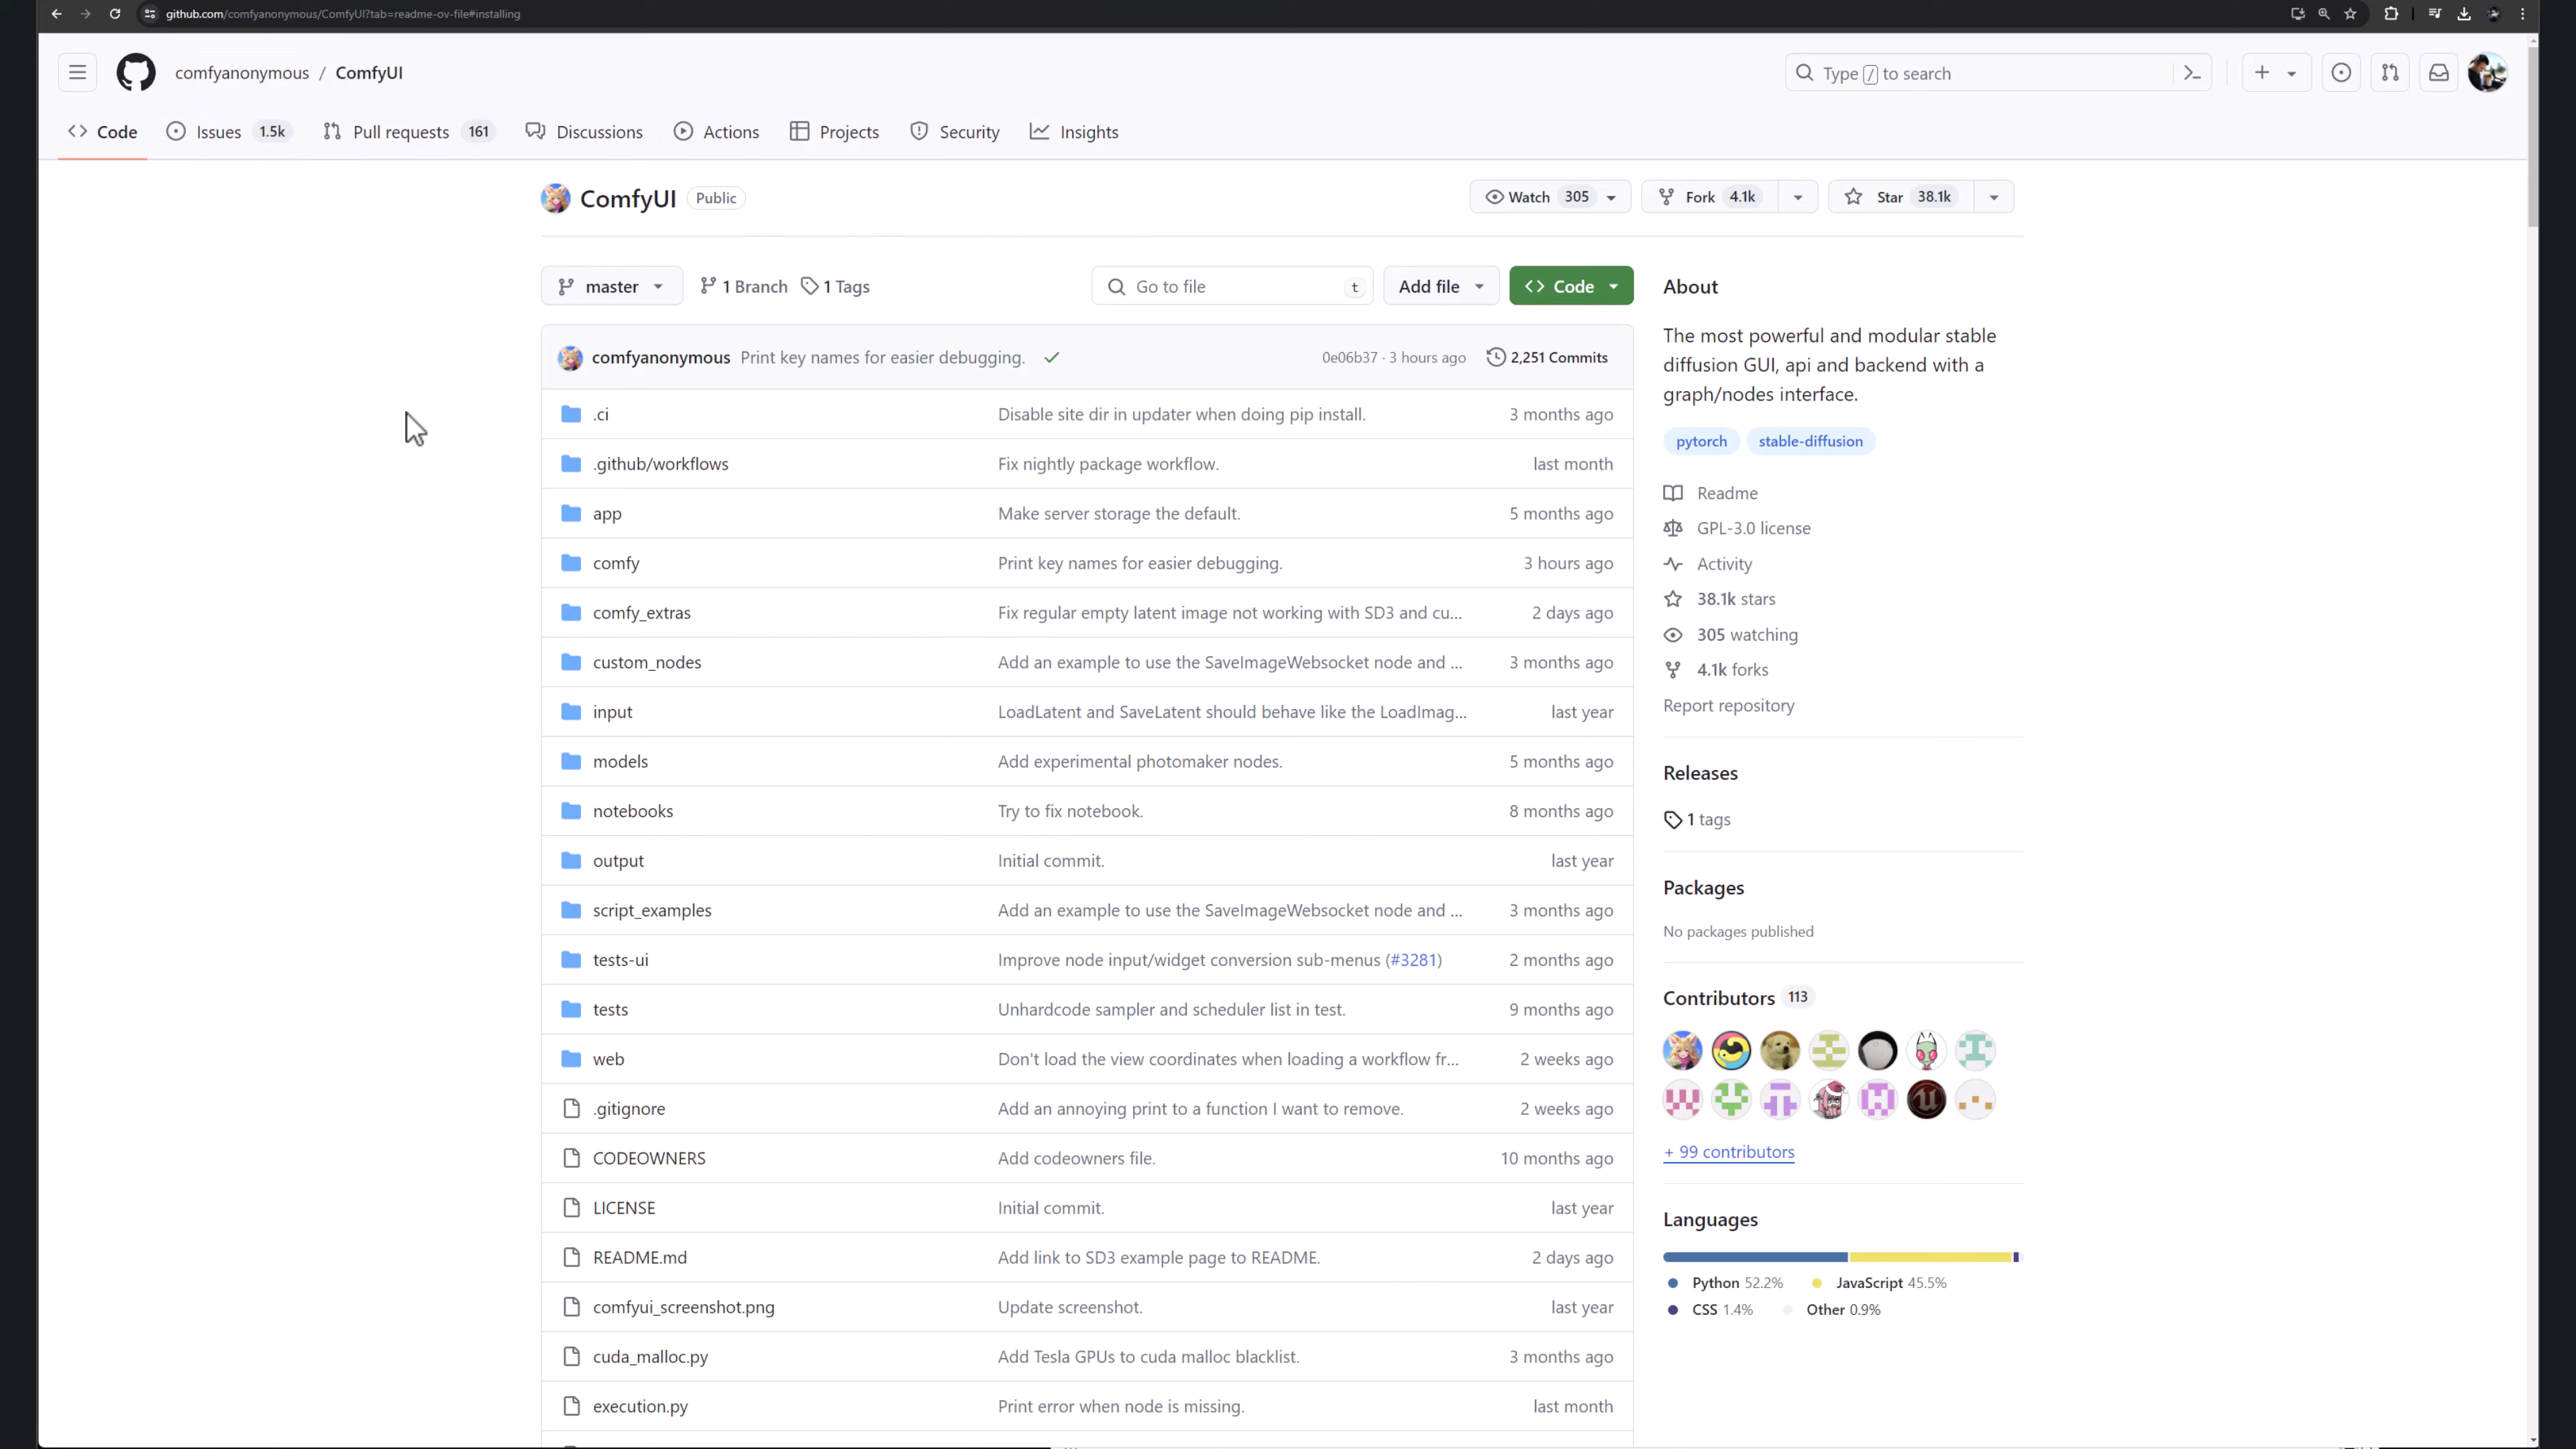 github.com/comfyanonymous/ComfyUI?tab=readme-ov-file#installing
comfyanonymous / ComfyUI
Type / to search
Code
Issues 1.5k
Pull requests 161
Discussions
Actions
Projects
Security
Insights
ComfyUI Public
Watch 305
Fork 4.1k
Star 38.1k
master
1 Branch
1 Tags
Go to file t
Add file
Code
comfyanonymous Print key names for easier debugging. 0e06b37 · 3 hours ago 2,251 Commits
.ci Disable site dir in updater when doing pip install. 3 months ago
.github/workflows Fix nightly package workflow. last month
app Make server storage the default. 5 months ago
comfy Print key names for easier debugging. 3 hours ago
comfy_extras Fix regular empty latent image not working with SD3 and cu... 2 days ago
custom_nodes Add an example to use the SaveImageWebsocket node and ... 3 months ago
input LoadLatent and SaveLatent should behave like the LoadImag... last year
models Add experimental photomaker nodes. 5 months ago
notebooks Try to fix notebook. 8 months ago
output Initial commit. last year
script_examples Add an example to use the SaveImageWebsocket node and ... 3 months ago
tests-ui Improve node input/widget conversion sub-menus (#3281) 2 months ago
tests Unhardcode sampler and scheduler list in test. 9 months ago
web Don't load the view coordinates when loading a workflow fr... 2 weeks ago
.gitignore Add an annoying print to a function I want to remove. 2 weeks ago
CODEOWNERS Add codeowners file. 10 months ago
LICENSE Initial commit. last year
README.md Add link to SD3 example page to README. 2 days ago
comfyui_screenshot.png Update screenshot. last year
cuda_malloc.py Add Tesla GPUs to cuda malloc blacklist. 3 months ago
execution.py Print error when node is missing. last month
About
The most powerful and modular stable
diffusion GUI, api and backend with a
graph/nodes interface.
pytorch stable-diffusion
Readme
GPL-3.0 license
Activity
38.1k stars
305 watching
4.1k forks
Report repository
Releases
1 tags
Packages
No packages published
Contributors 113
+ 99 contributors
Languages
Python 52.2% JavaScript 45.5%
CSS 1.4% Other 0.9%